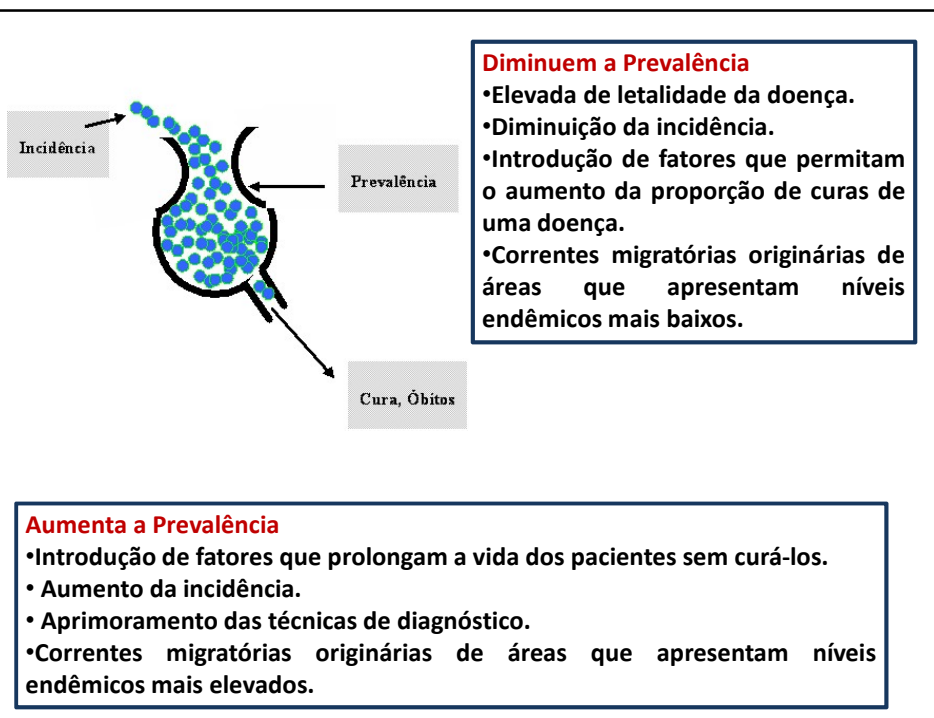 Incidência
Prevalência
Cura, Óbitos
Diminuem a Prevalência
•Elevada de letalidade da doença.
•Diminuição da incidência.
•Introdução de fatores que permitam
o aumento da proporção de curas de
uma doença.
•Correntes migratórias originárias de
áreas que apresentam níveis
endêmicos mais baixos.
Aumenta a Prevalência
•Introdução de fatores que prolongam a vida dos pacientes sem curá-los.
• Aumento da incidência.
• Aprimoramento das técnicas de diagnóstico.
•Correntes migratórias originárias de áreas que apresentam níveis
endêmicos mais elevados.